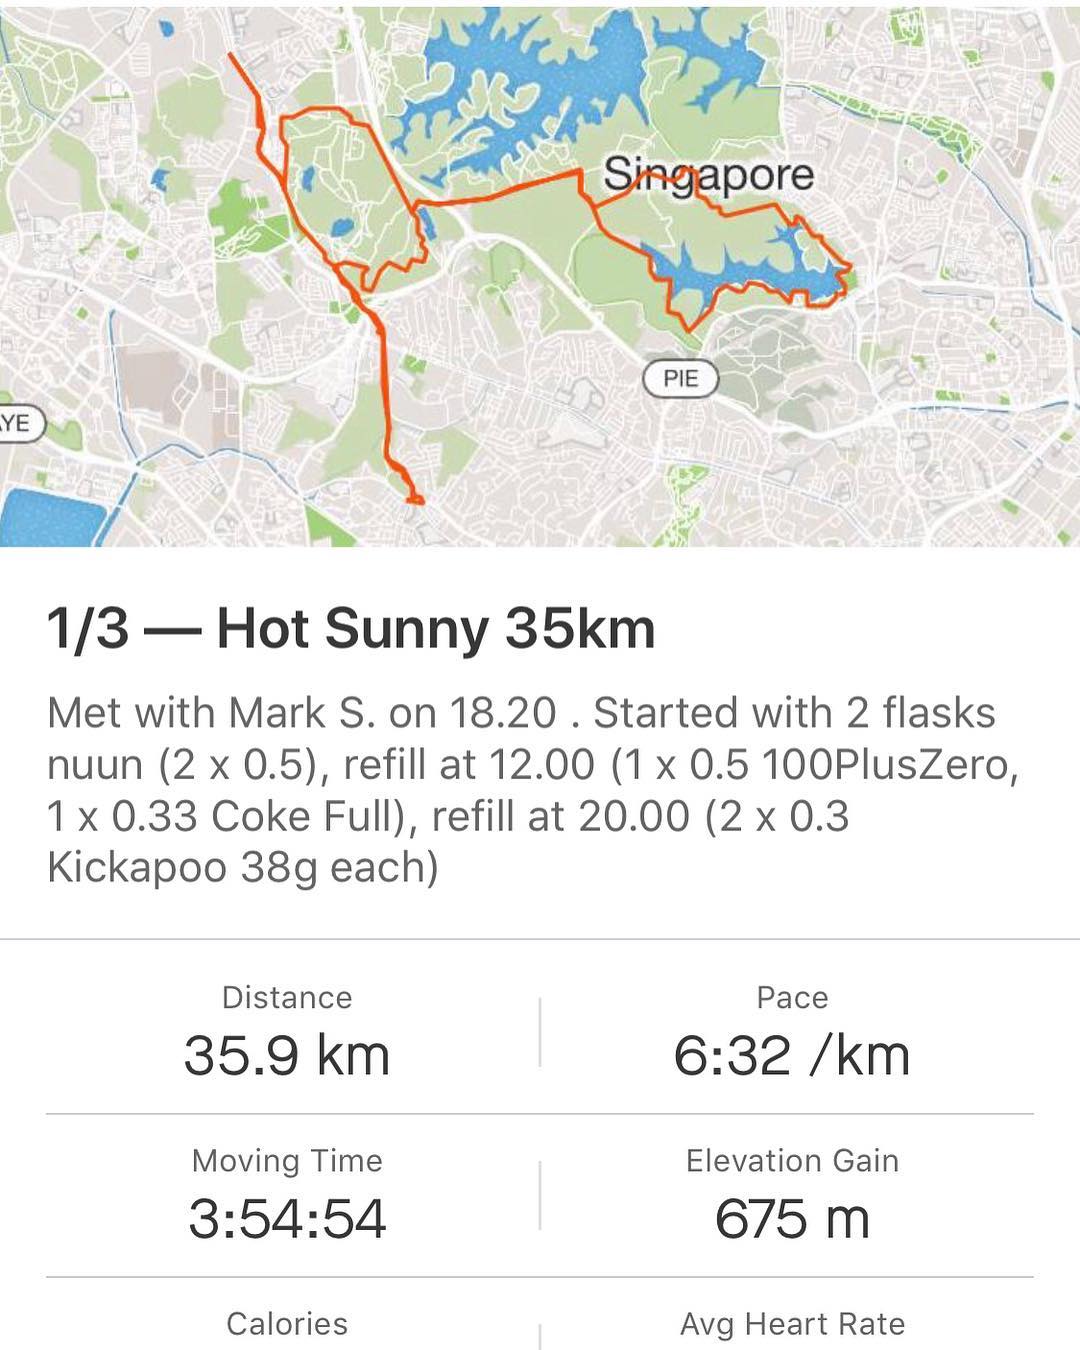 Singapore
PIE
YE
1/3 — Hot Sunny 35km
Met with Mark S. on 18.20 . Started with 2 flasks
nuun (2 x 0.5), refill at 12.00 (1 x 0.5 100PlusZero,
1 x 0.33 Coke Full), refill at 20.00 (2 x 0.3
Kickapoo 38g each)
Distance
35.9 km
Pace
6:32 /km
Moving Time
3:54:54
Elevation Gain
675 m
Calories
Avg Heart Rate